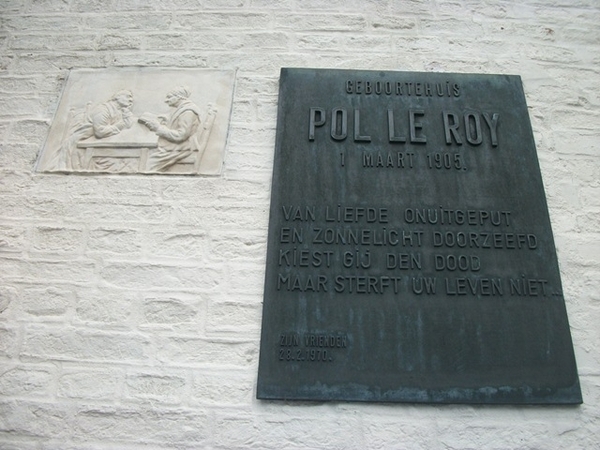 GEBOORTEHUIS
POL LE ROY
1 MAART 1905.
VAN LIEFDE ONUITGEPUT
EN ZONNELICHT DOORZEEFD
KIEST GIJ DEN DOOD
MAAR STERFT UW LEVEN NIET...
ZIJN VRIENDEN
28.2.1970.